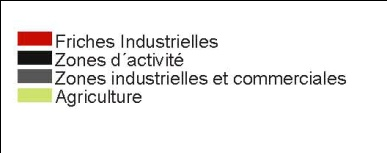 Friches Industrielles
Zones d´activité
Zones industrielles et commerciales
Agriculture